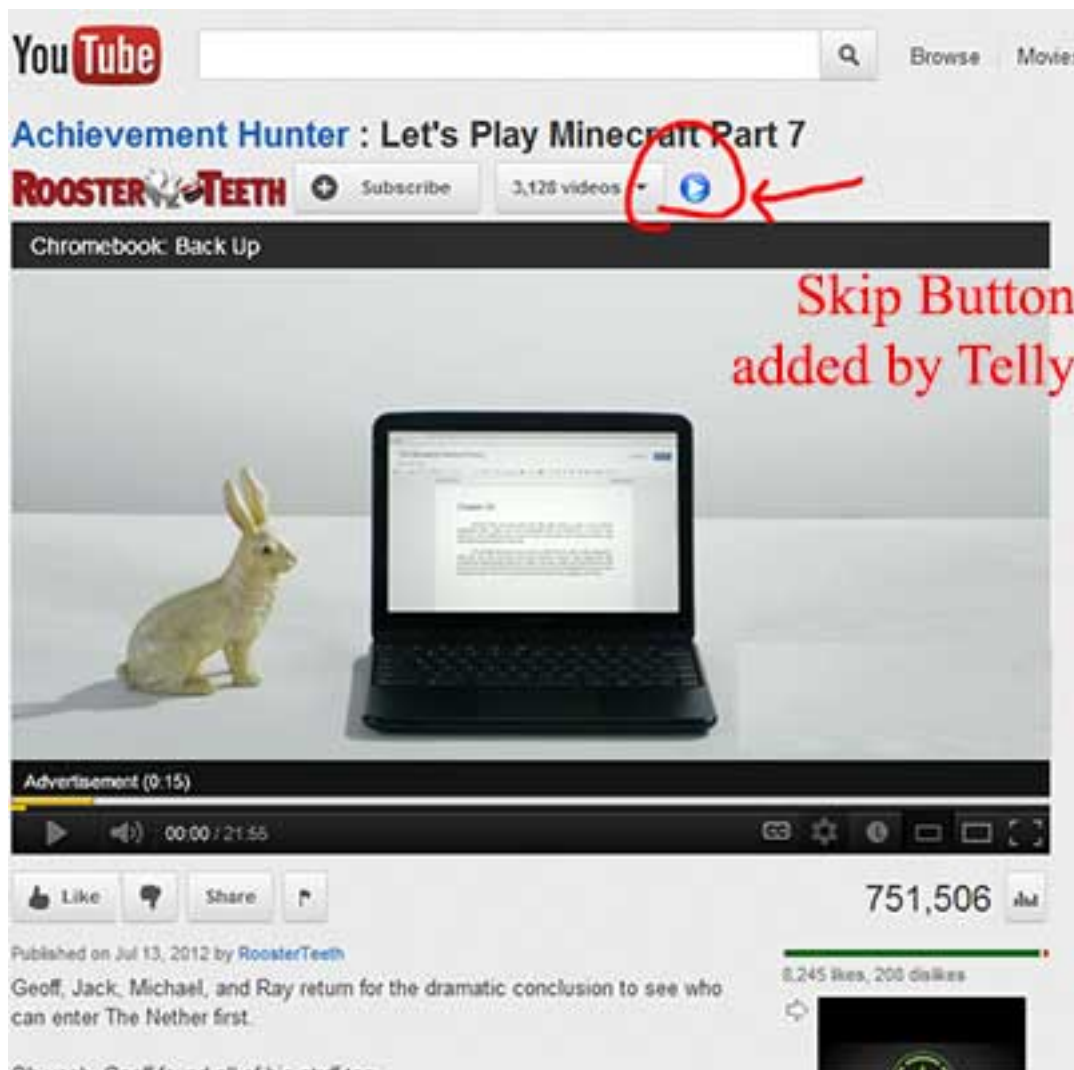 YouTube
Browse
Achievement Hunter : Let's Play Minecraft Part 7
ROOSTER TEETH Subscribe 3,128 videos
Chromebook: Back Up
Skip Button
added by Telly
Advertisement (0:15)
00:00 / 21:55
CC
Like Share 751,506
Published on Jul 13, 2012 by RoosterTeeth
8,245 likes, 208 dislikes
Geoff, Jack, Michael, and Ray return for the dramatic conclusion to see who
can enter The Nether first.